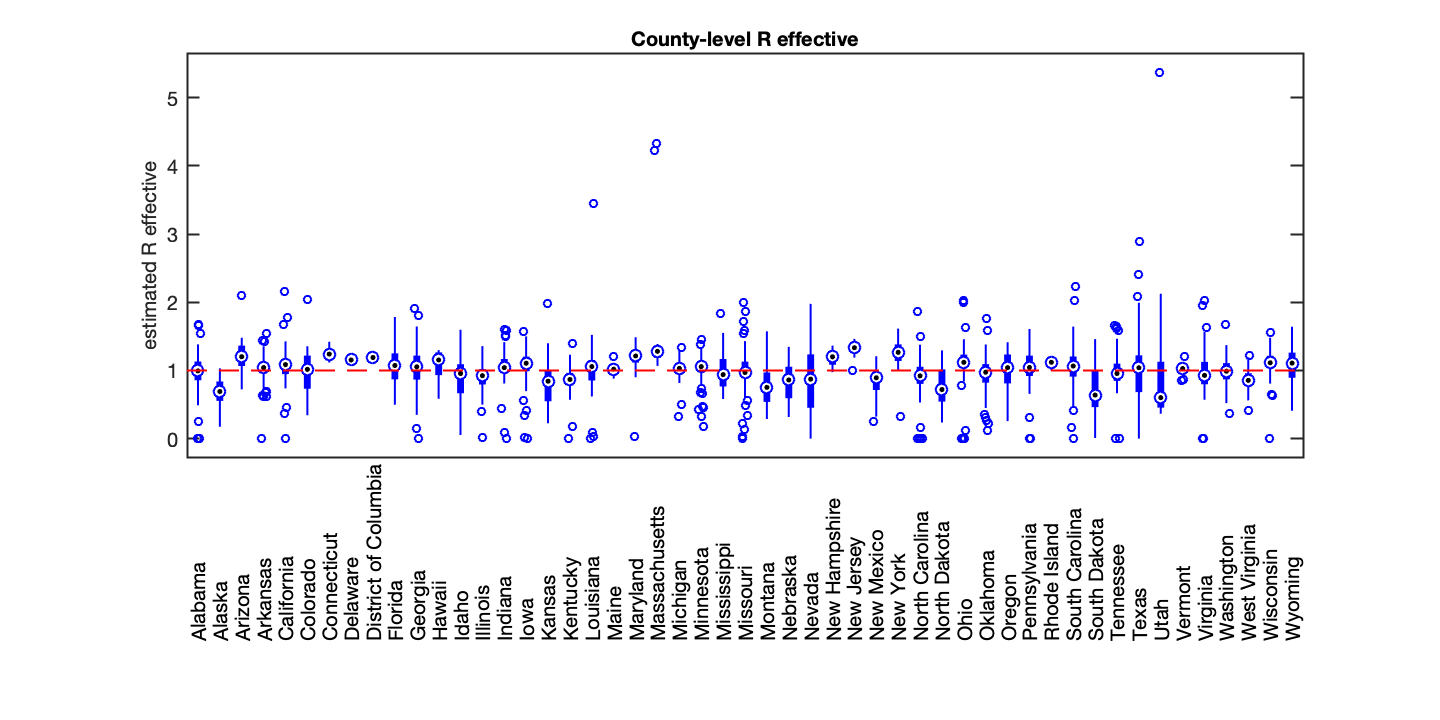 County-level R effective
estimated R effective
5
4
3
2
1
0
Alabama
Alaska
Arizona
Arkansas
California
Colorado
Connecticut
Delaware
District of Columbia
Florida
Georgia
Hawaii
Idaho
Illinois
Indiana
Iowa
Kansas
Kentucky
Louisiana
Maine
Maryland
Massachusetts
Michigan
Minnesota
Mississippi
Missouri
Montana
Nebraska
Nevada
New Hampshire
New Jersey
New Mexico
New York
North Carolina
North Dakota
Ohio
Oklahoma
Oregon
Pennsylvania
Rhode Island
South Carolina
South Dakota
Tennessee
Texas
Utah
Vermont
Virginia
Washington
West Virginia
Wisconsin
Wyoming